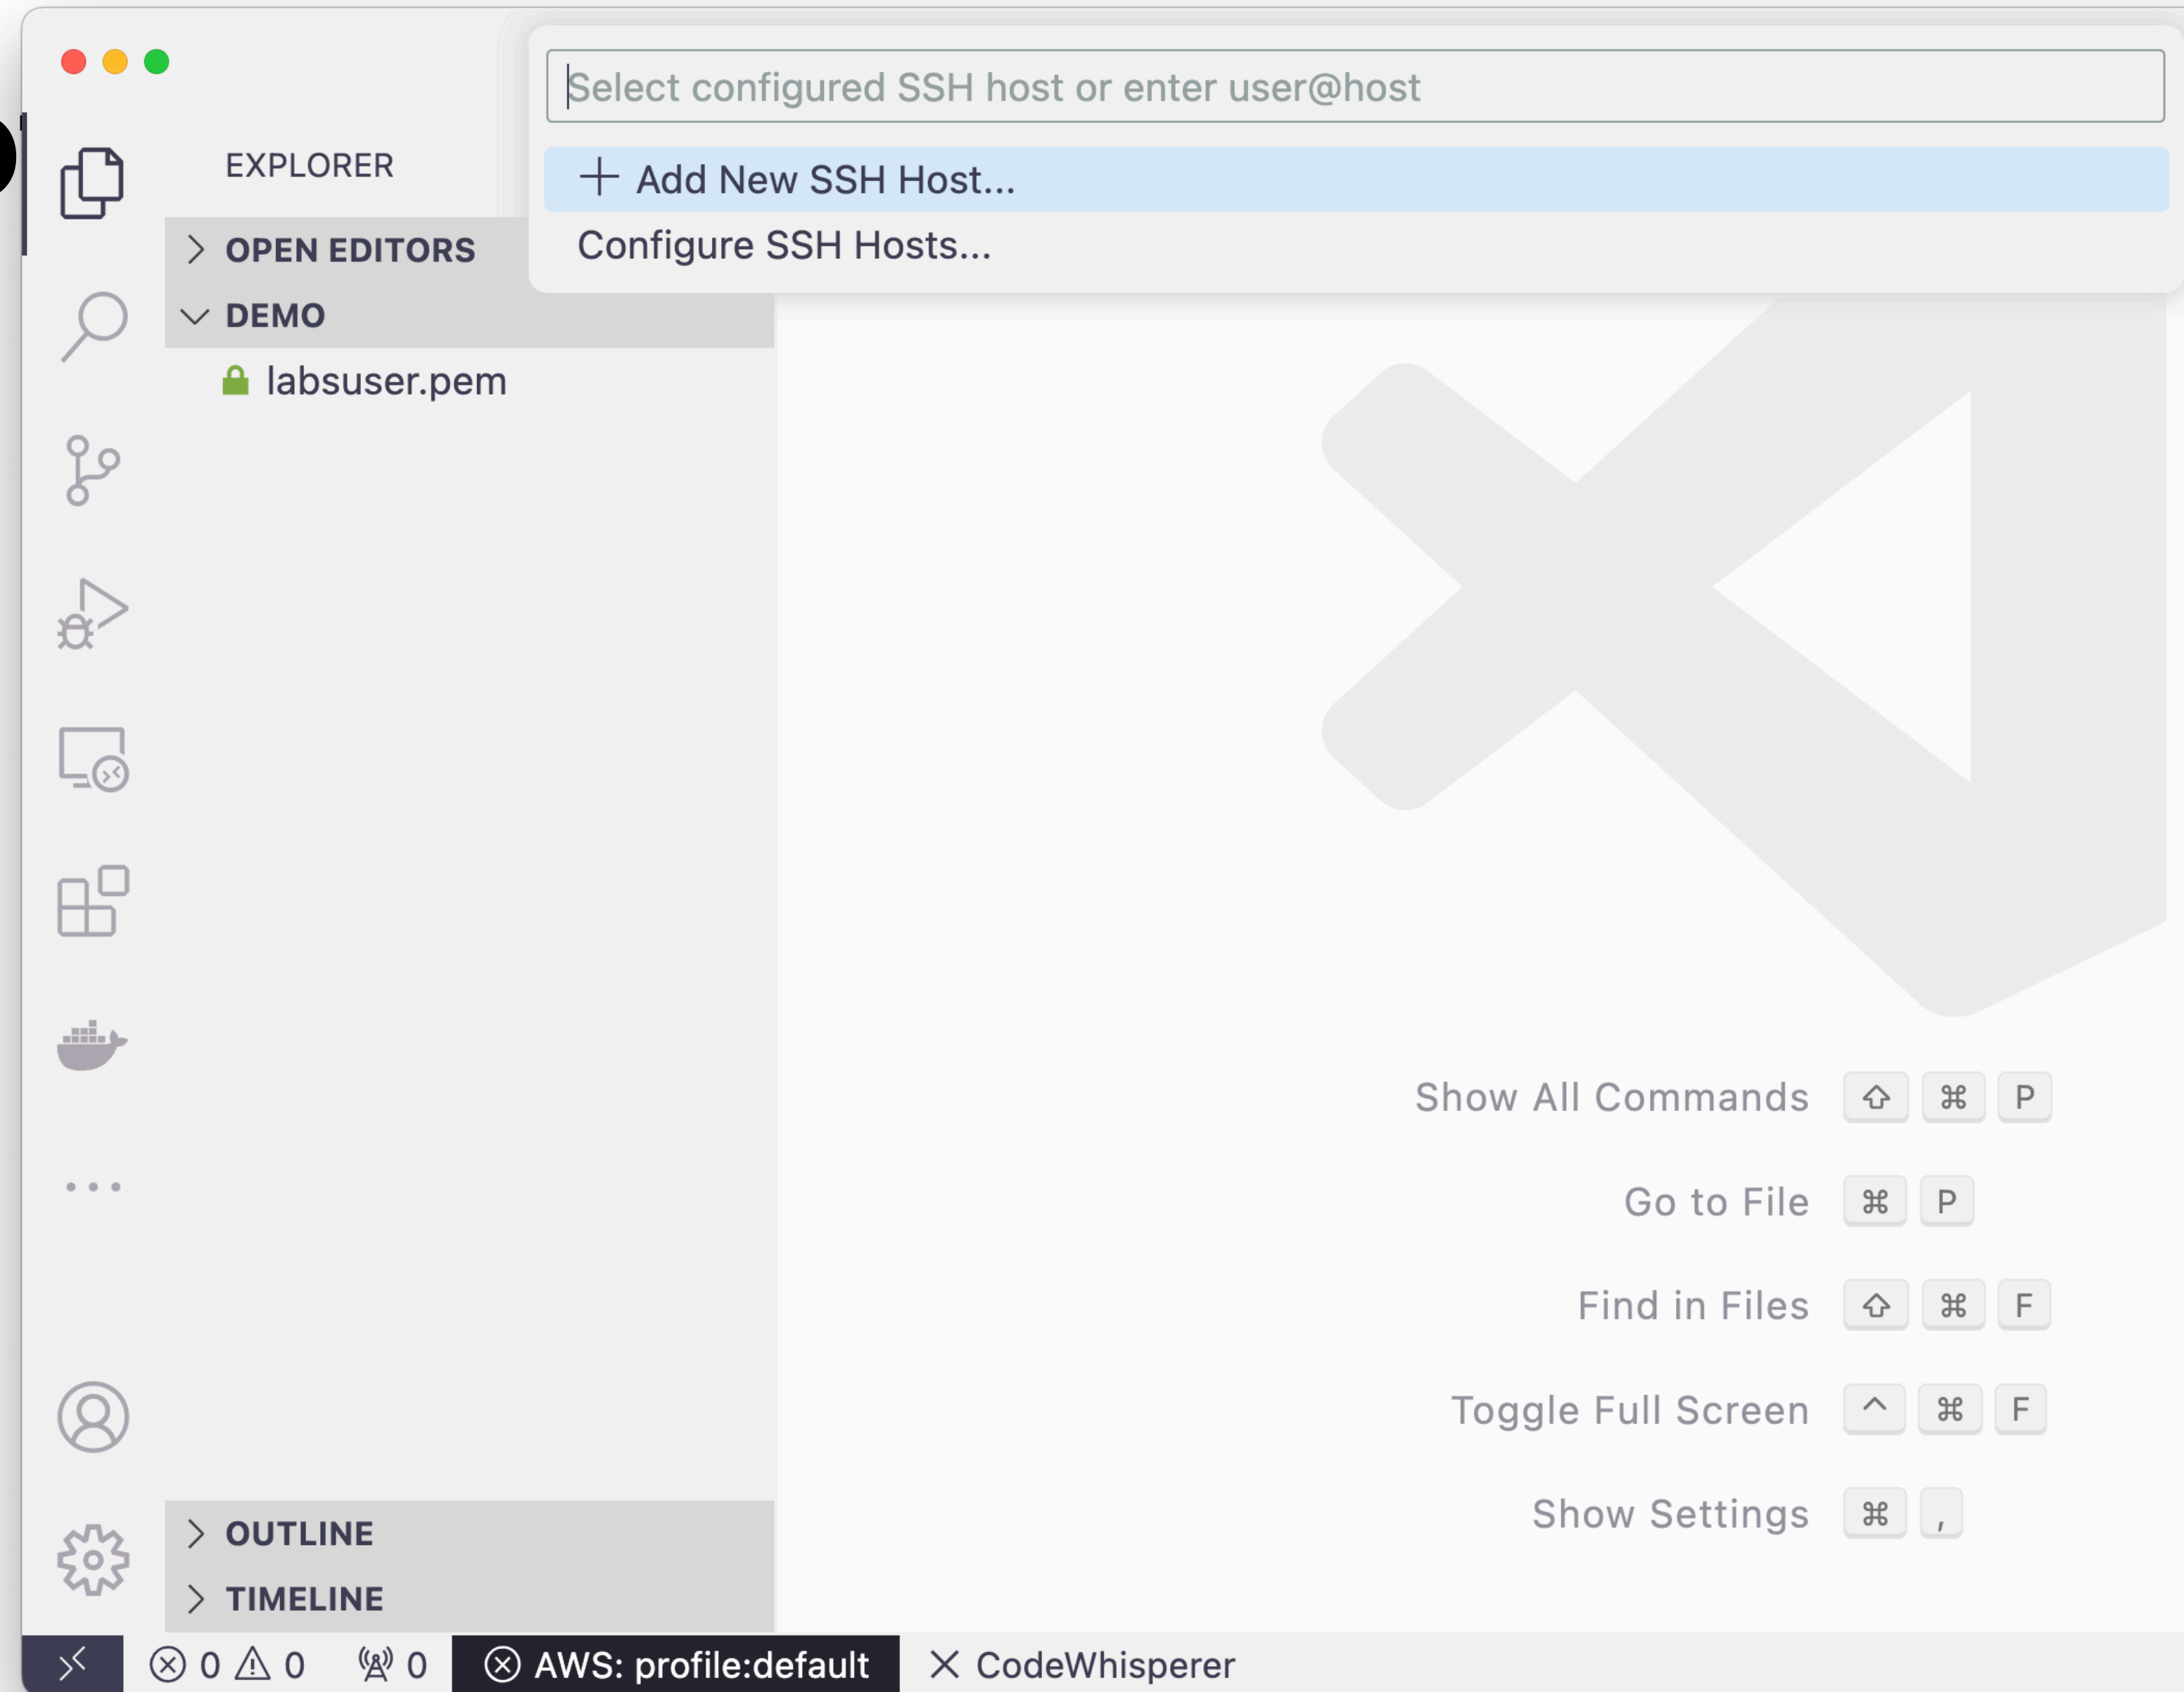 Select configured SSH host or enter user@host
Add New SSH Host...
Configure SSH Hosts...
EXPLORER
OPEN EDITORS
DEMO
labsuser.pem
Show All Commands ⇧ ⌘ P
Go to File ⌘ P
Find in Files ⇧ ⌘ F
Toggle Full Screen ^ ⌘ F
Show Settings ⌘ ,
OUTLINE
TIMELINE
0 0 0 AWS: profile:default CodeWhisperer